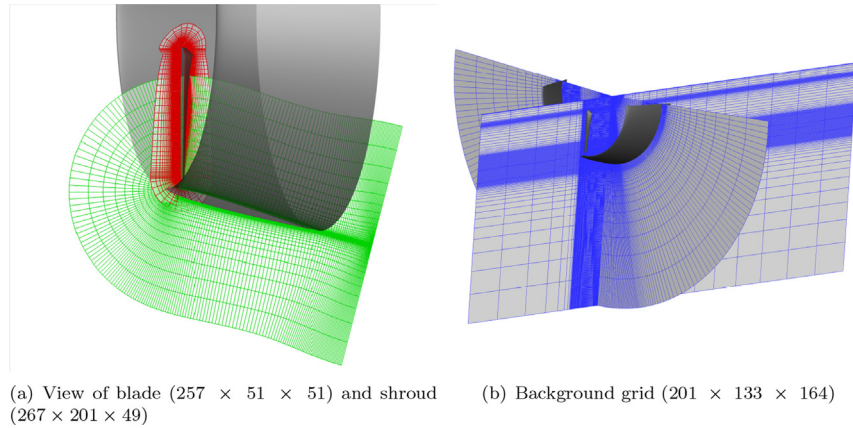 (a) View of blade (257 × 51 × 51) and shroud
(267 × 201 × 49)
(b) Background grid (201 × 133 × 164)